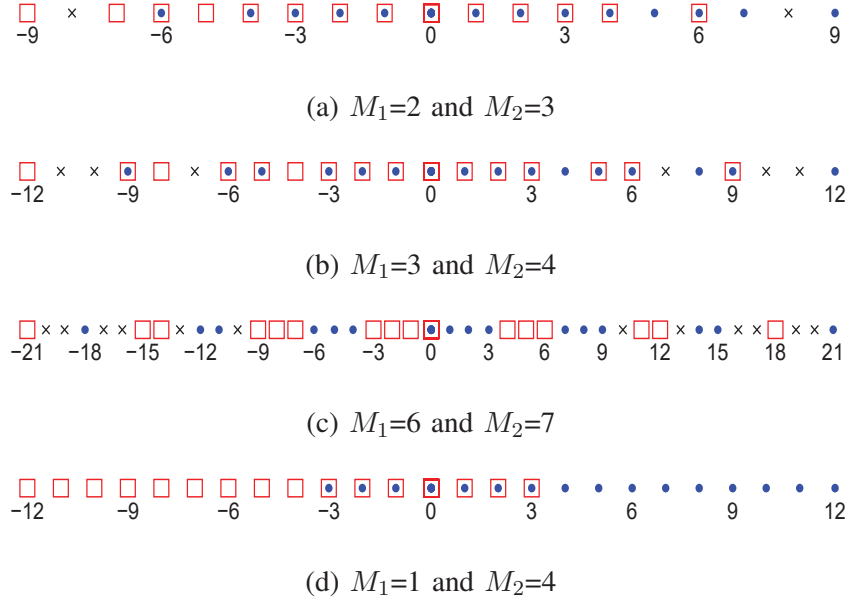 −9 −6 −3 0 3 6 9
(a) M₁=2 and M₂=3
−12 −9 −6 −3 0 3 6 9 12
(b) M₁=3 and M₂=4
−21 −18 −15 −12 −9 −6 −3 0 3 6 9 12 15 18 21
(c) M₁=6 and M₂=7
−12 −9 −6 −3 0 3 6 9 12
(d) M₁=1 and M₂=4